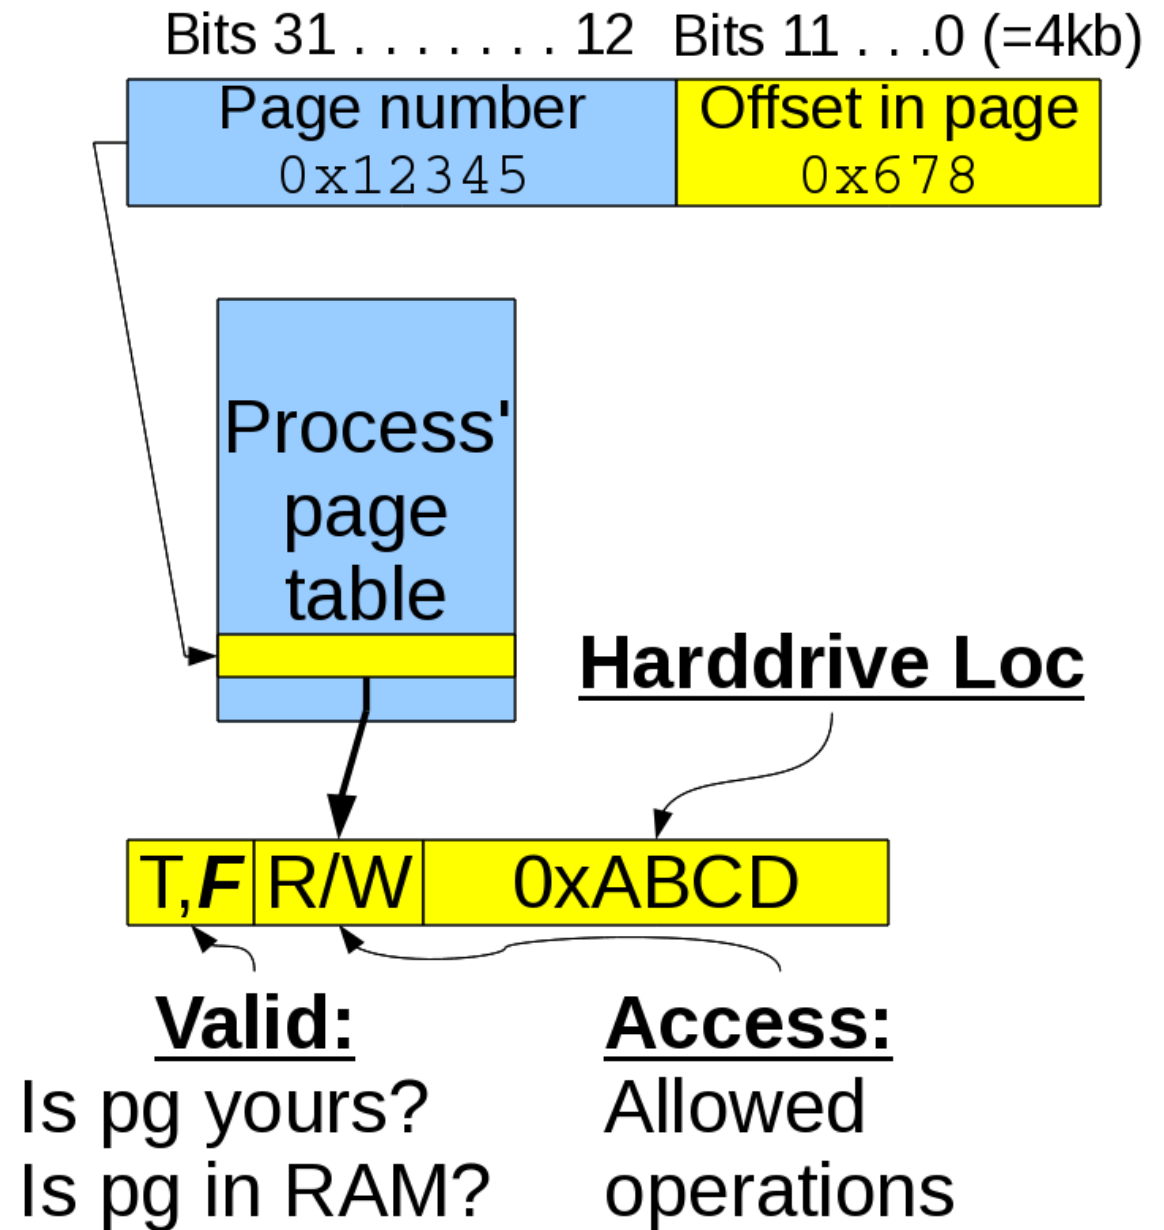 Bits 31 . . . . . . . 12 Bits 11 . . .0 (=4kb)
Page number
0x12345
Offset in page
0x678
Process'
page
table
Harddrive Loc
T,F R/W 0xABCD
Valid:
Is pg yours?
Is pg in RAM?
Access:
Allowed
operations